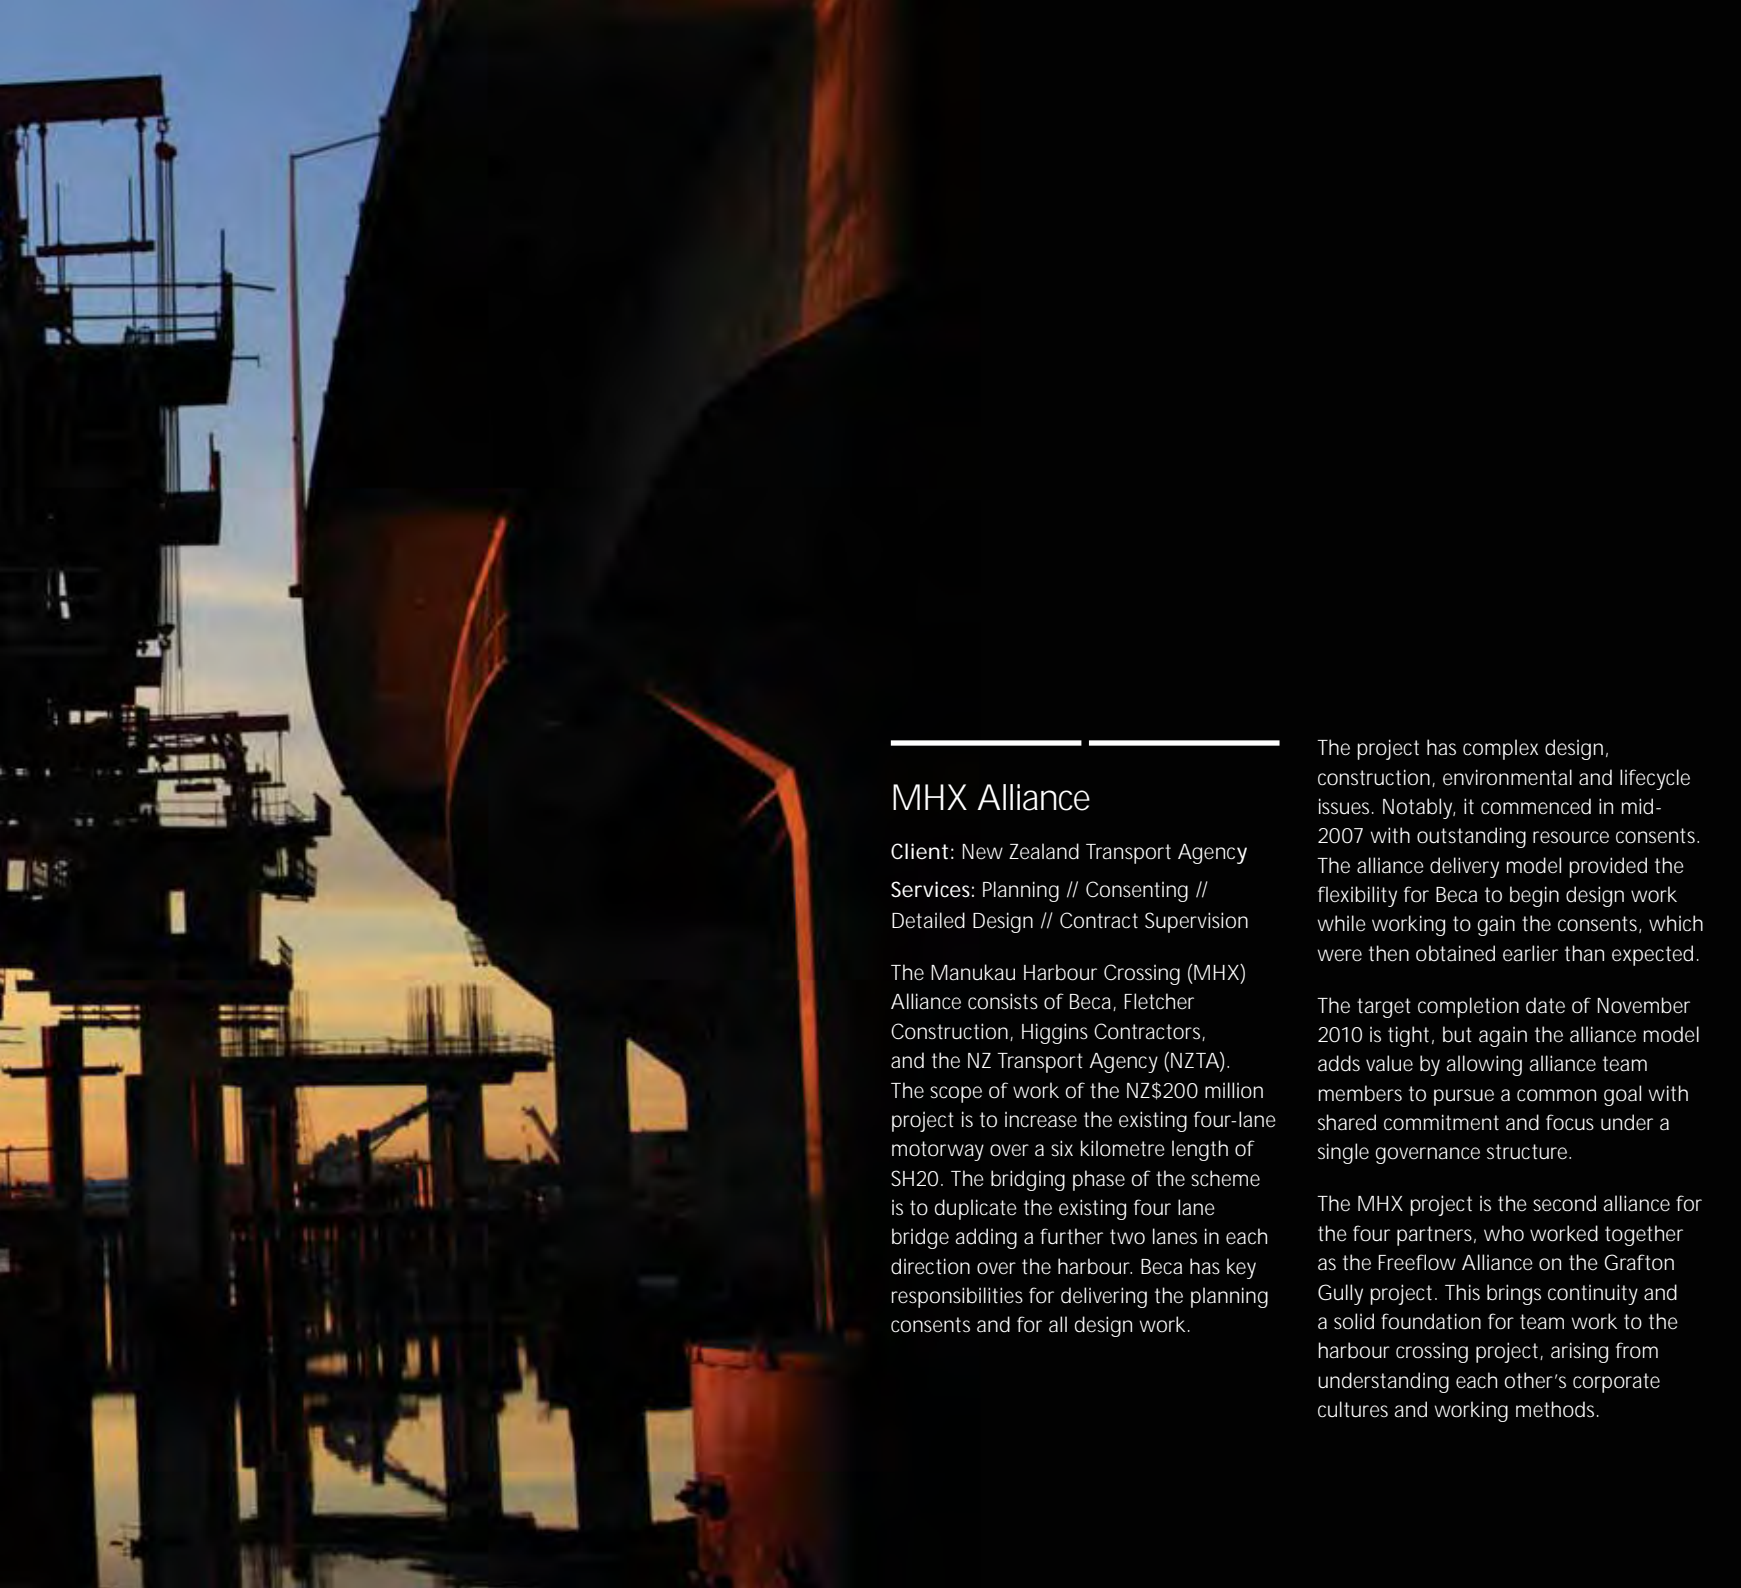 MHX Alliance
Client: New Zealand Transport Agency
Services: Planning // Consenting //
Detailed Design // Contract Supervision
The Manukau Harbour Crossing (MHX)
Alliance consists of Beca, Fletcher
Construction, Higgins Contractors,
and the NZ Transport Agency (NZTA).
The scope of work of the NZ$200 million
project is to increase the existing four-lane
motorway over a six kilometre length of
SH20. The bridging phase of the scheme
is to duplicate the existing four lane
bridge adding a further two lanes in each
direction over the harbour. Beca has key
responsibilities for delivering the planning
consents and for all design work.
The project has complex design,
construction, environmental and lifecycle
issues. Notably, it commenced in mid-
2007 with outstanding resource consents.
The alliance delivery model provided the
flexibility for Beca to begin design work
while working to gain the consents, which
were then obtained earlier than expected.
The target completion date of November
2010 is tight, but again the alliance model
adds value by allowing alliance team
members to pursue a common goal with
shared commitment and focus under a
single governance structure.
The MHX project is the second alliance for
the four partners, who worked together
as the Freeflow Alliance on the Grafton
Gully project. This brings continuity and
a solid foundation for team work to the
harbour crossing project, arising from
understanding each other’s corporate
cultures and working methods.